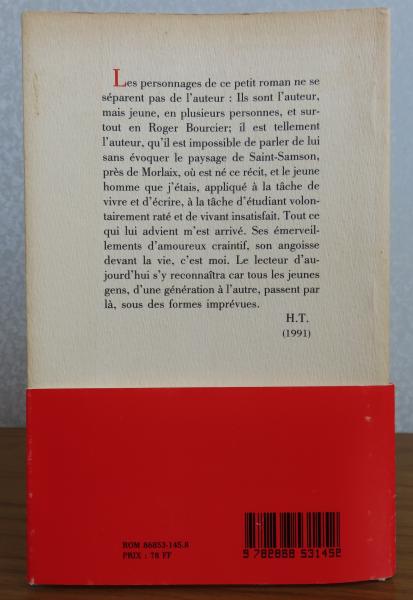 Les personnages de ce petit roman ne se
séparent pas de l'auteur : Ils sont l'auteur,
mais jeune, en plusieurs personnes, et sur-
tout en Roger Bourcier; il est tellement
l'auteur, qu'il est impossible de parler de lui
sans évoquer le paysage de Saint-Samson,
près de Morlaix, où est né ce récit, et le jeune
homme que j'étais, appliqué à la tâche de
vivre et d'écrire, à la tâche d'étudiant volon-
tairement raté et de vivant insatisfait. Tout ce
qui lui advient m'est arrivé. Ses émerveil-
lements d'amoureux craintif, son angoisse
devant la vie, c'est moi. Le lecteur d'au-
jourd'hui s'y reconnaîtra car tous les jeunes
gens, d'une génération à l'autre, passent par
là, sous des formes imprévues.
H.T.
(1991)
ROM 86853-145.8
PRIX : 78 FF
9 782868 531452